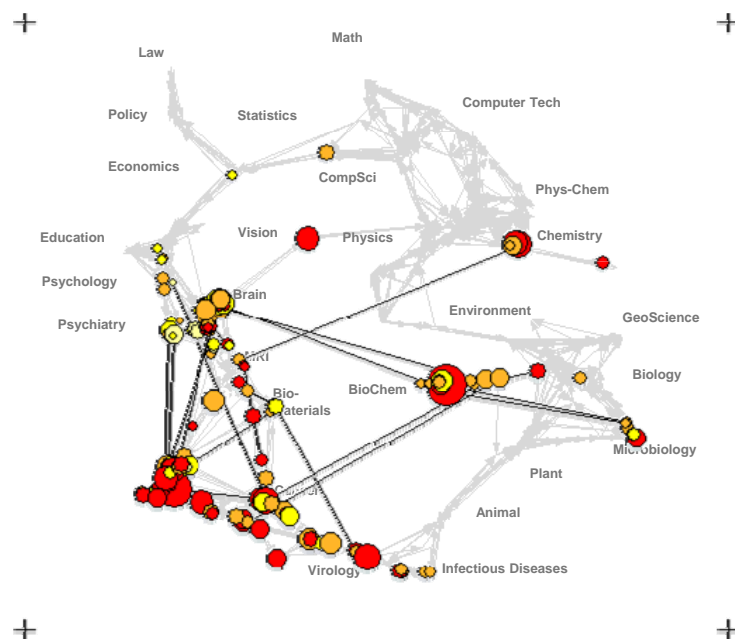 Math
Law
Computer Tech
Policy
Statistics
Economics
CompSci
Phys-Chem
Education
Vision
Physics
Chemistry
Psychology
Brain
Environment
GeoScience
Psychiatry
BioChem
Biology
Bio-
Materials
Microbiology
Plant
Animal
Virology
Infectious Diseases